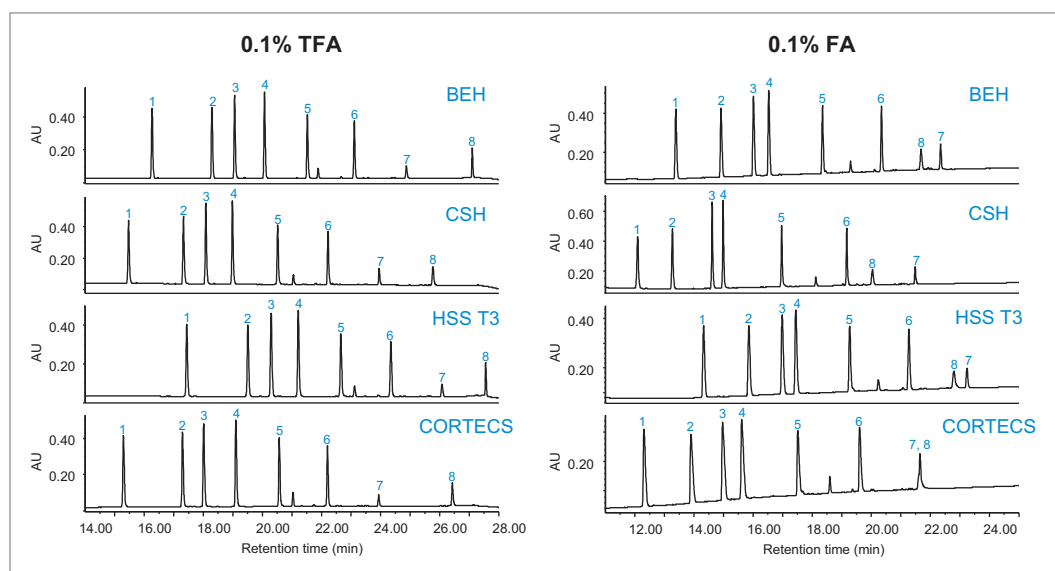 0.1% TFA
BEH
AU
0.40
0.20
1 2 3 4 5 6 7 8
CSH
AU
0.40
0.20
1 2 3 4 5 6 7 8
HSS T3
AU
0.40
0.20
1 2 3 4 5 6 7 8
CORTECS
AU
0.40
0.20
1 2 3 4 5 6 7 8
14.00 16.00 18.00 20.00 22.00 24.00 26.00 28.00
Retention time (min)
0.1% FA
BEH
AU
0.40
0.20
1 2 3 4 5 6 8 7
CSH
AU
0.60
0.40
0.20
1 2 3 4 5 6 8 7
HSS T3
AU
0.40
0.20
1 2 3 4 5 6 8 7
CORTECS
AU
0.20
1 2 3 4 5 6 7, 8
12.00 14.00 16.00 18.00 20.00 22.00 24.00
Retention time (min)